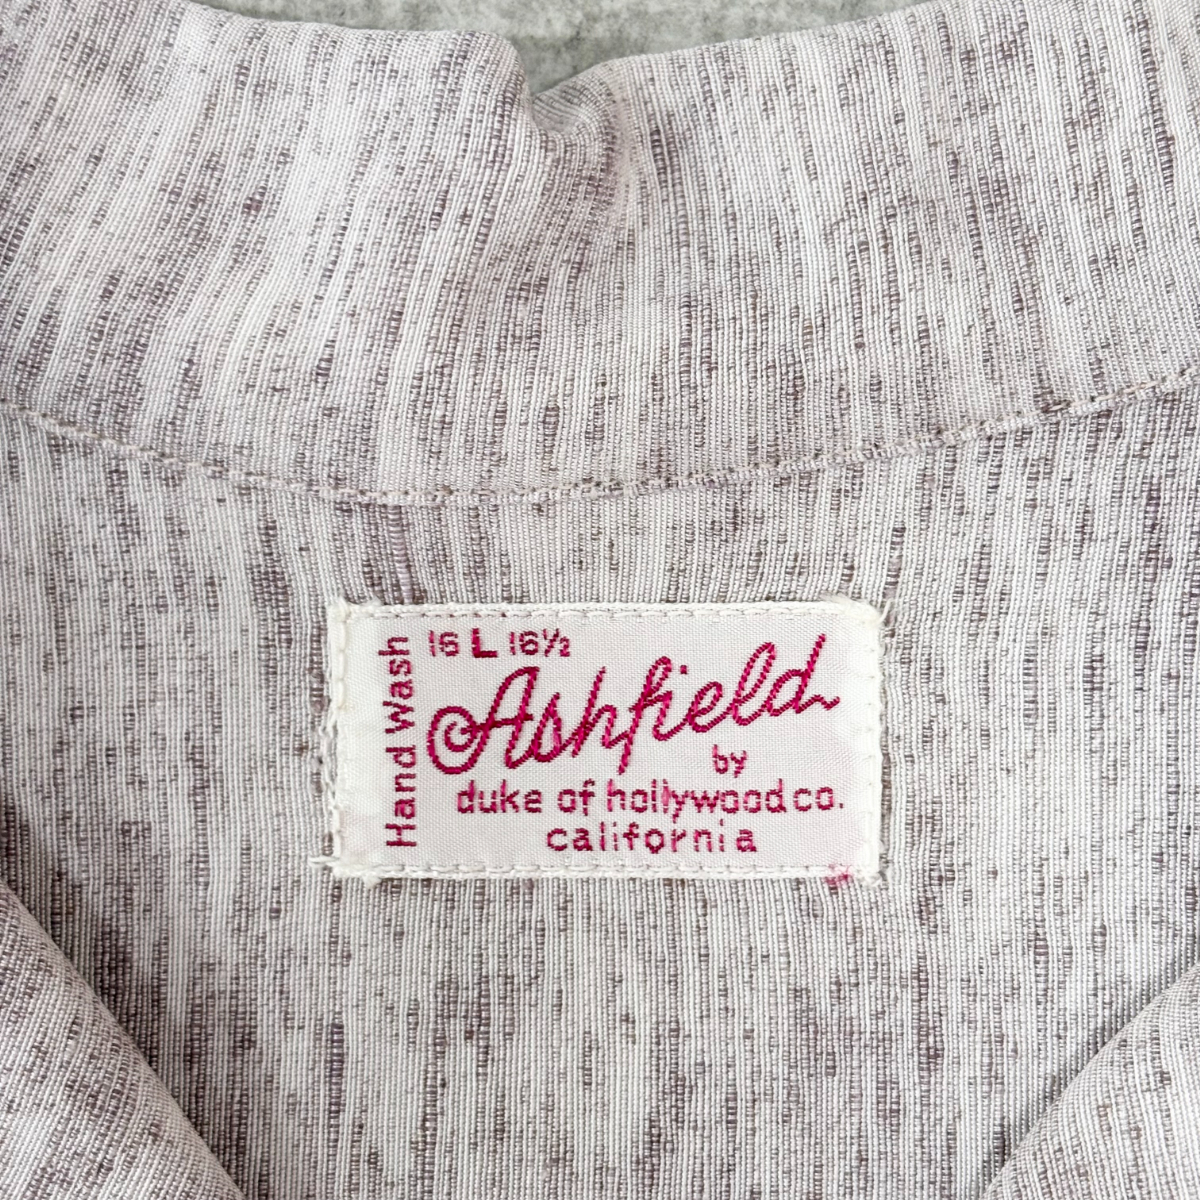 Hand Wash
16 L 16½
Ashfield
by
duke of hollywood co.
california